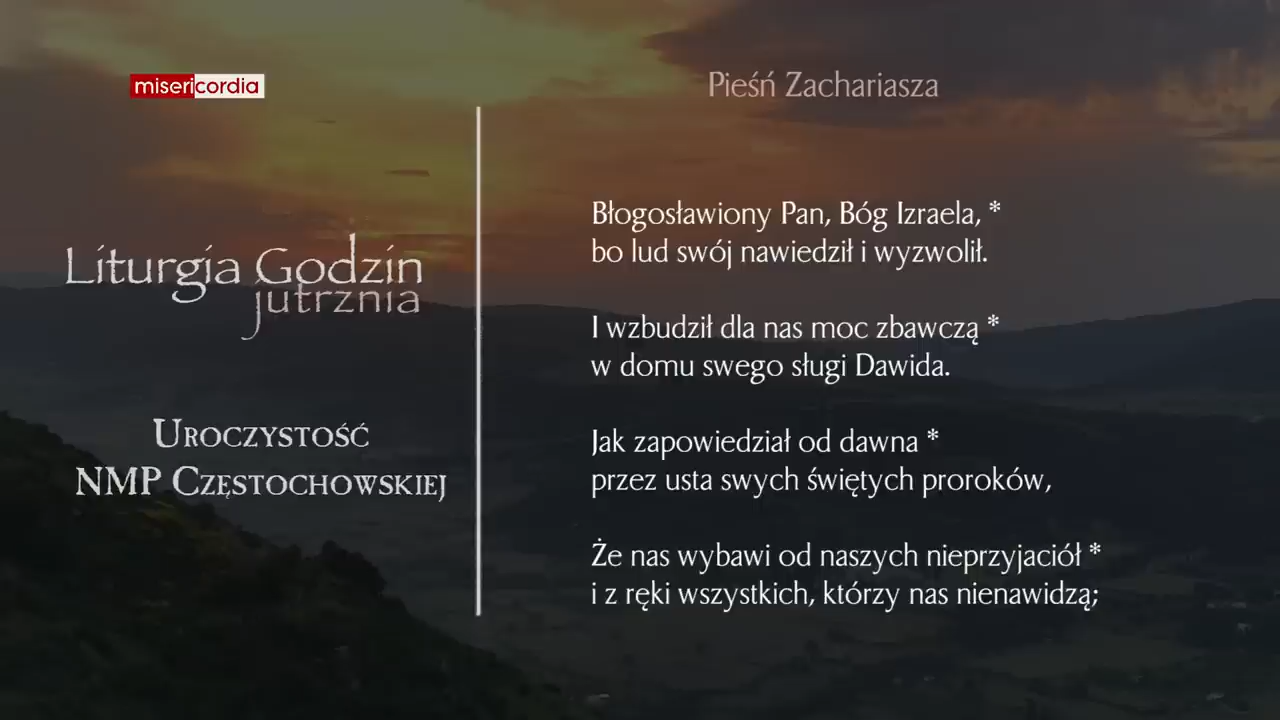 misericordia
Liturgia Godzin
jutrznia
Uroczystość
NMP Częstochowskiej
Pieśń Zachariasza
Błogosławiony Pan, Bóg Izraela, *
bo lud swój nawiedził i wyzwolił.
I wzbudził dla nas moc zbawczą *
w domu swego sługi Dawida.
Jak zapowiedział od dawna *
przez usta swych świętych proroków,
Że nas wybawi od naszych nieprzyjaciół *
i z ręki wszystkich, którzy nas nienawidzą;